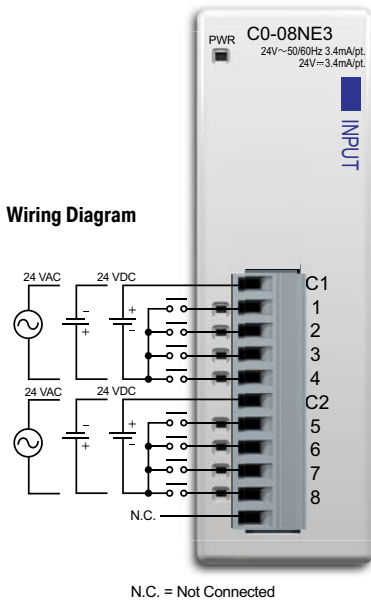 PWR
C0-08NE3
24V～50/60Hz 3.4mA/pt.
24V⎓3.4mA/pt.
INPUT
Wiring Diagram
24 VAC
24 VDC
C1
1
2
3
4
24 VAC
24 VDC
C2
5
6
7
8
N.C.
N.C. = Not Connected